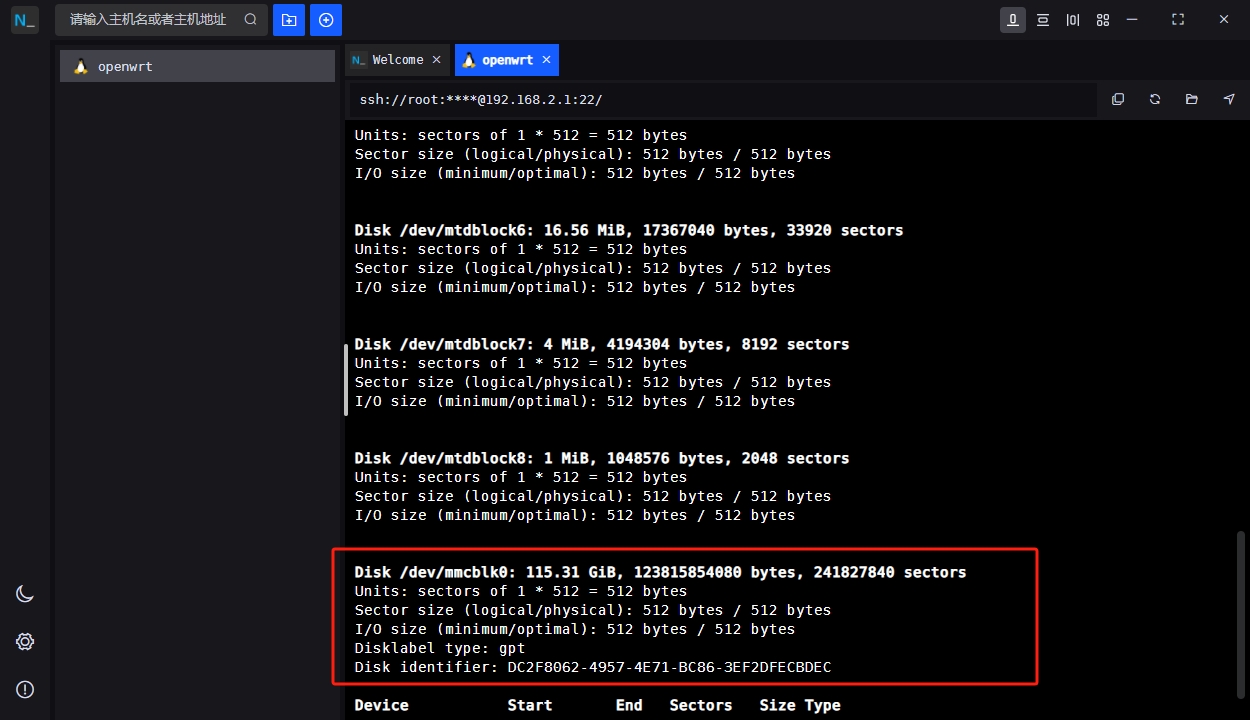 N_ 请输入主机名或者主机地址
openwrt
N_ Welcome openwrt
ssh://root:****@192.168.2.1:22/
Units: sectors of 1 * 512 = 512 bytes
Sector size (logical/physical): 512 bytes / 512 bytes
I/O size (minimum/optimal): 512 bytes / 512 bytes
Disk /dev/mtdblock6: 16.56 MiB, 17367040 bytes, 33920 sectors
Units: sectors of 1 * 512 = 512 bytes
Sector size (logical/physical): 512 bytes / 512 bytes
I/O size (minimum/optimal): 512 bytes / 512 bytes
Disk /dev/mtdblock7: 4 MiB, 4194304 bytes, 8192 sectors
Units: sectors of 1 * 512 = 512 bytes
Sector size (logical/physical): 512 bytes / 512 bytes
I/O size (minimum/optimal): 512 bytes / 512 bytes
Disk /dev/mtdblock8: 1 MiB, 1048576 bytes, 2048 sectors
Units: sectors of 1 * 512 = 512 bytes
Sector size (logical/physical): 512 bytes / 512 bytes
I/O size (minimum/optimal): 512 bytes / 512 bytes
Disk /dev/mmcblk0: 115.31 GiB, 123815854080 bytes, 241827840 sectors
Units: sectors of 1 * 512 = 512 bytes
Sector size (logical/physical): 512 bytes / 512 bytes
I/O size (minimum/optimal): 512 bytes / 512 bytes
Disklabel type: gpt
Disk identifier: DC2F8062-4957-4E71-BC86-3EF2DFECBDEC
Device Start End Sectors Size Type